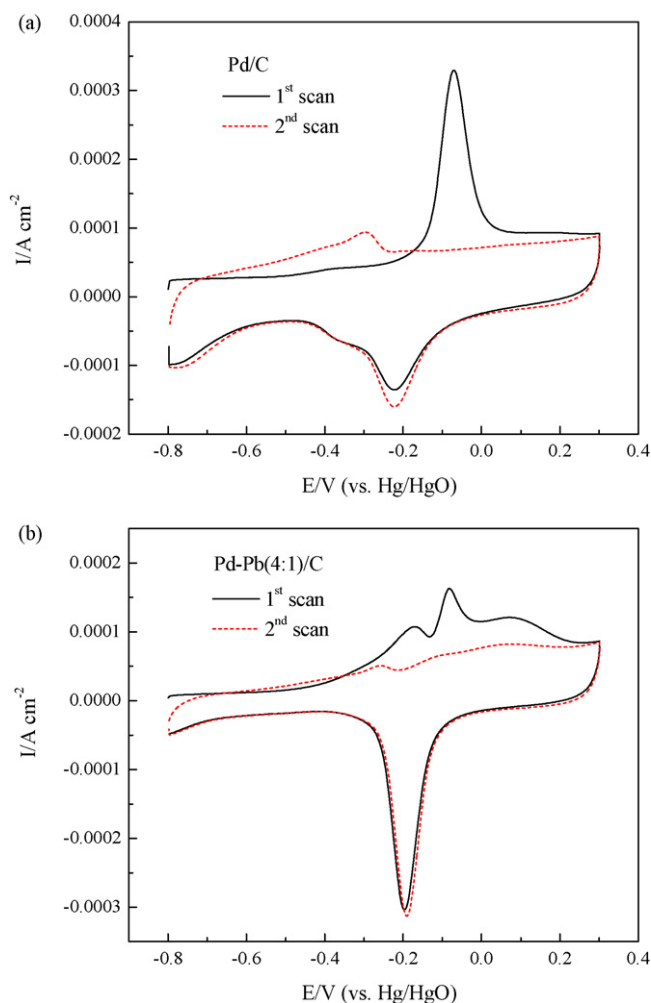 (a)
0.0004
0.0003
0.0002
0.0001
0.0000
-0.0001
-0.0002
I/A cm⁻²
Pd/C
1ˢᵗ scan
2ⁿᵈ scan
-0.8 -0.6 -0.4 -0.2 0.0 0.2 0.4
E/V (vs. Hg/HgO)
(b)
0.0002
0.0001
0.0000
-0.0001
-0.0002
-0.0003
I/A cm⁻²
Pd-Pb(4:1)/C
1ˢᵗ scan
2ⁿᵈ scan
-0.8 -0.6 -0.4 -0.2 0.0 0.2 0.4
E/V (vs. Hg/HgO)